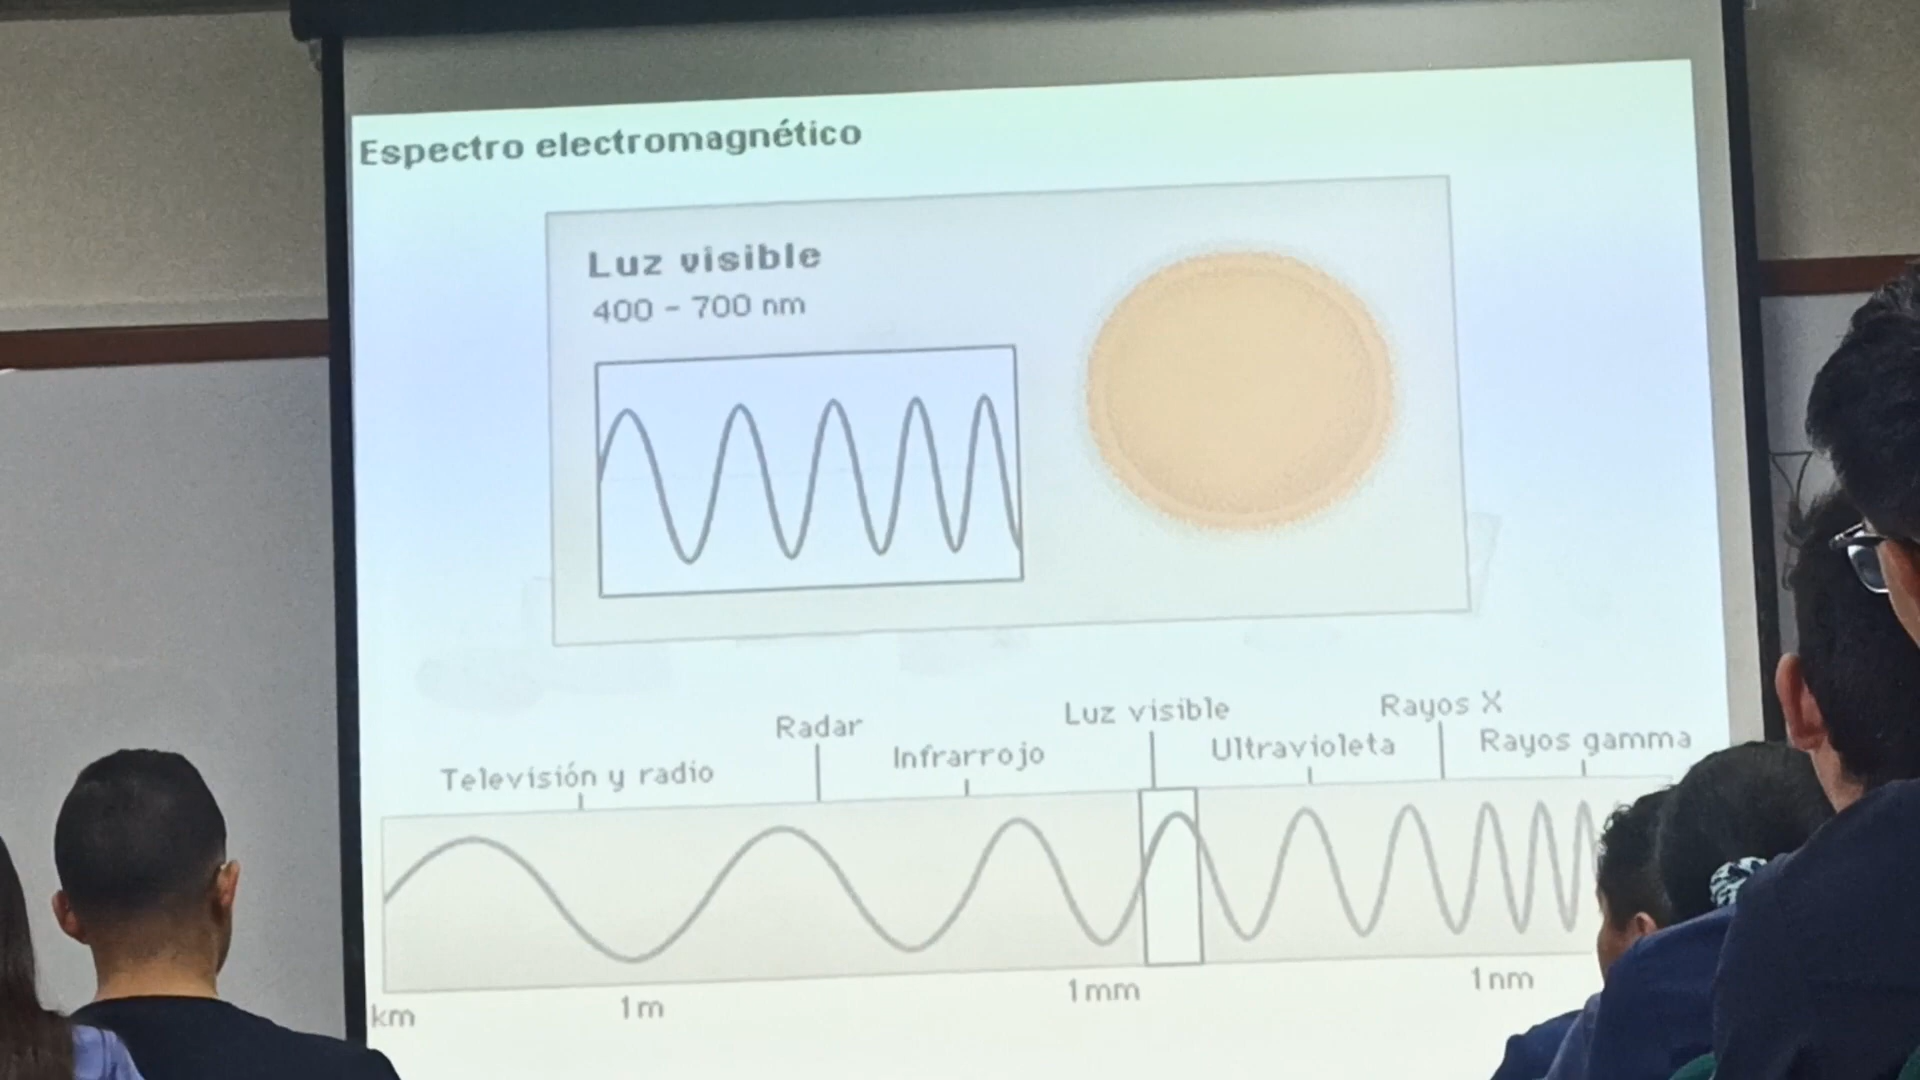 Espectro electromagnético
Luz visible
400 - 700 nm
Luz visible
Rayos X
Radar
Infrarrojo
Ultravioleta
Rayos gamma
Televisión y radio
km
1m
1mm
1nm